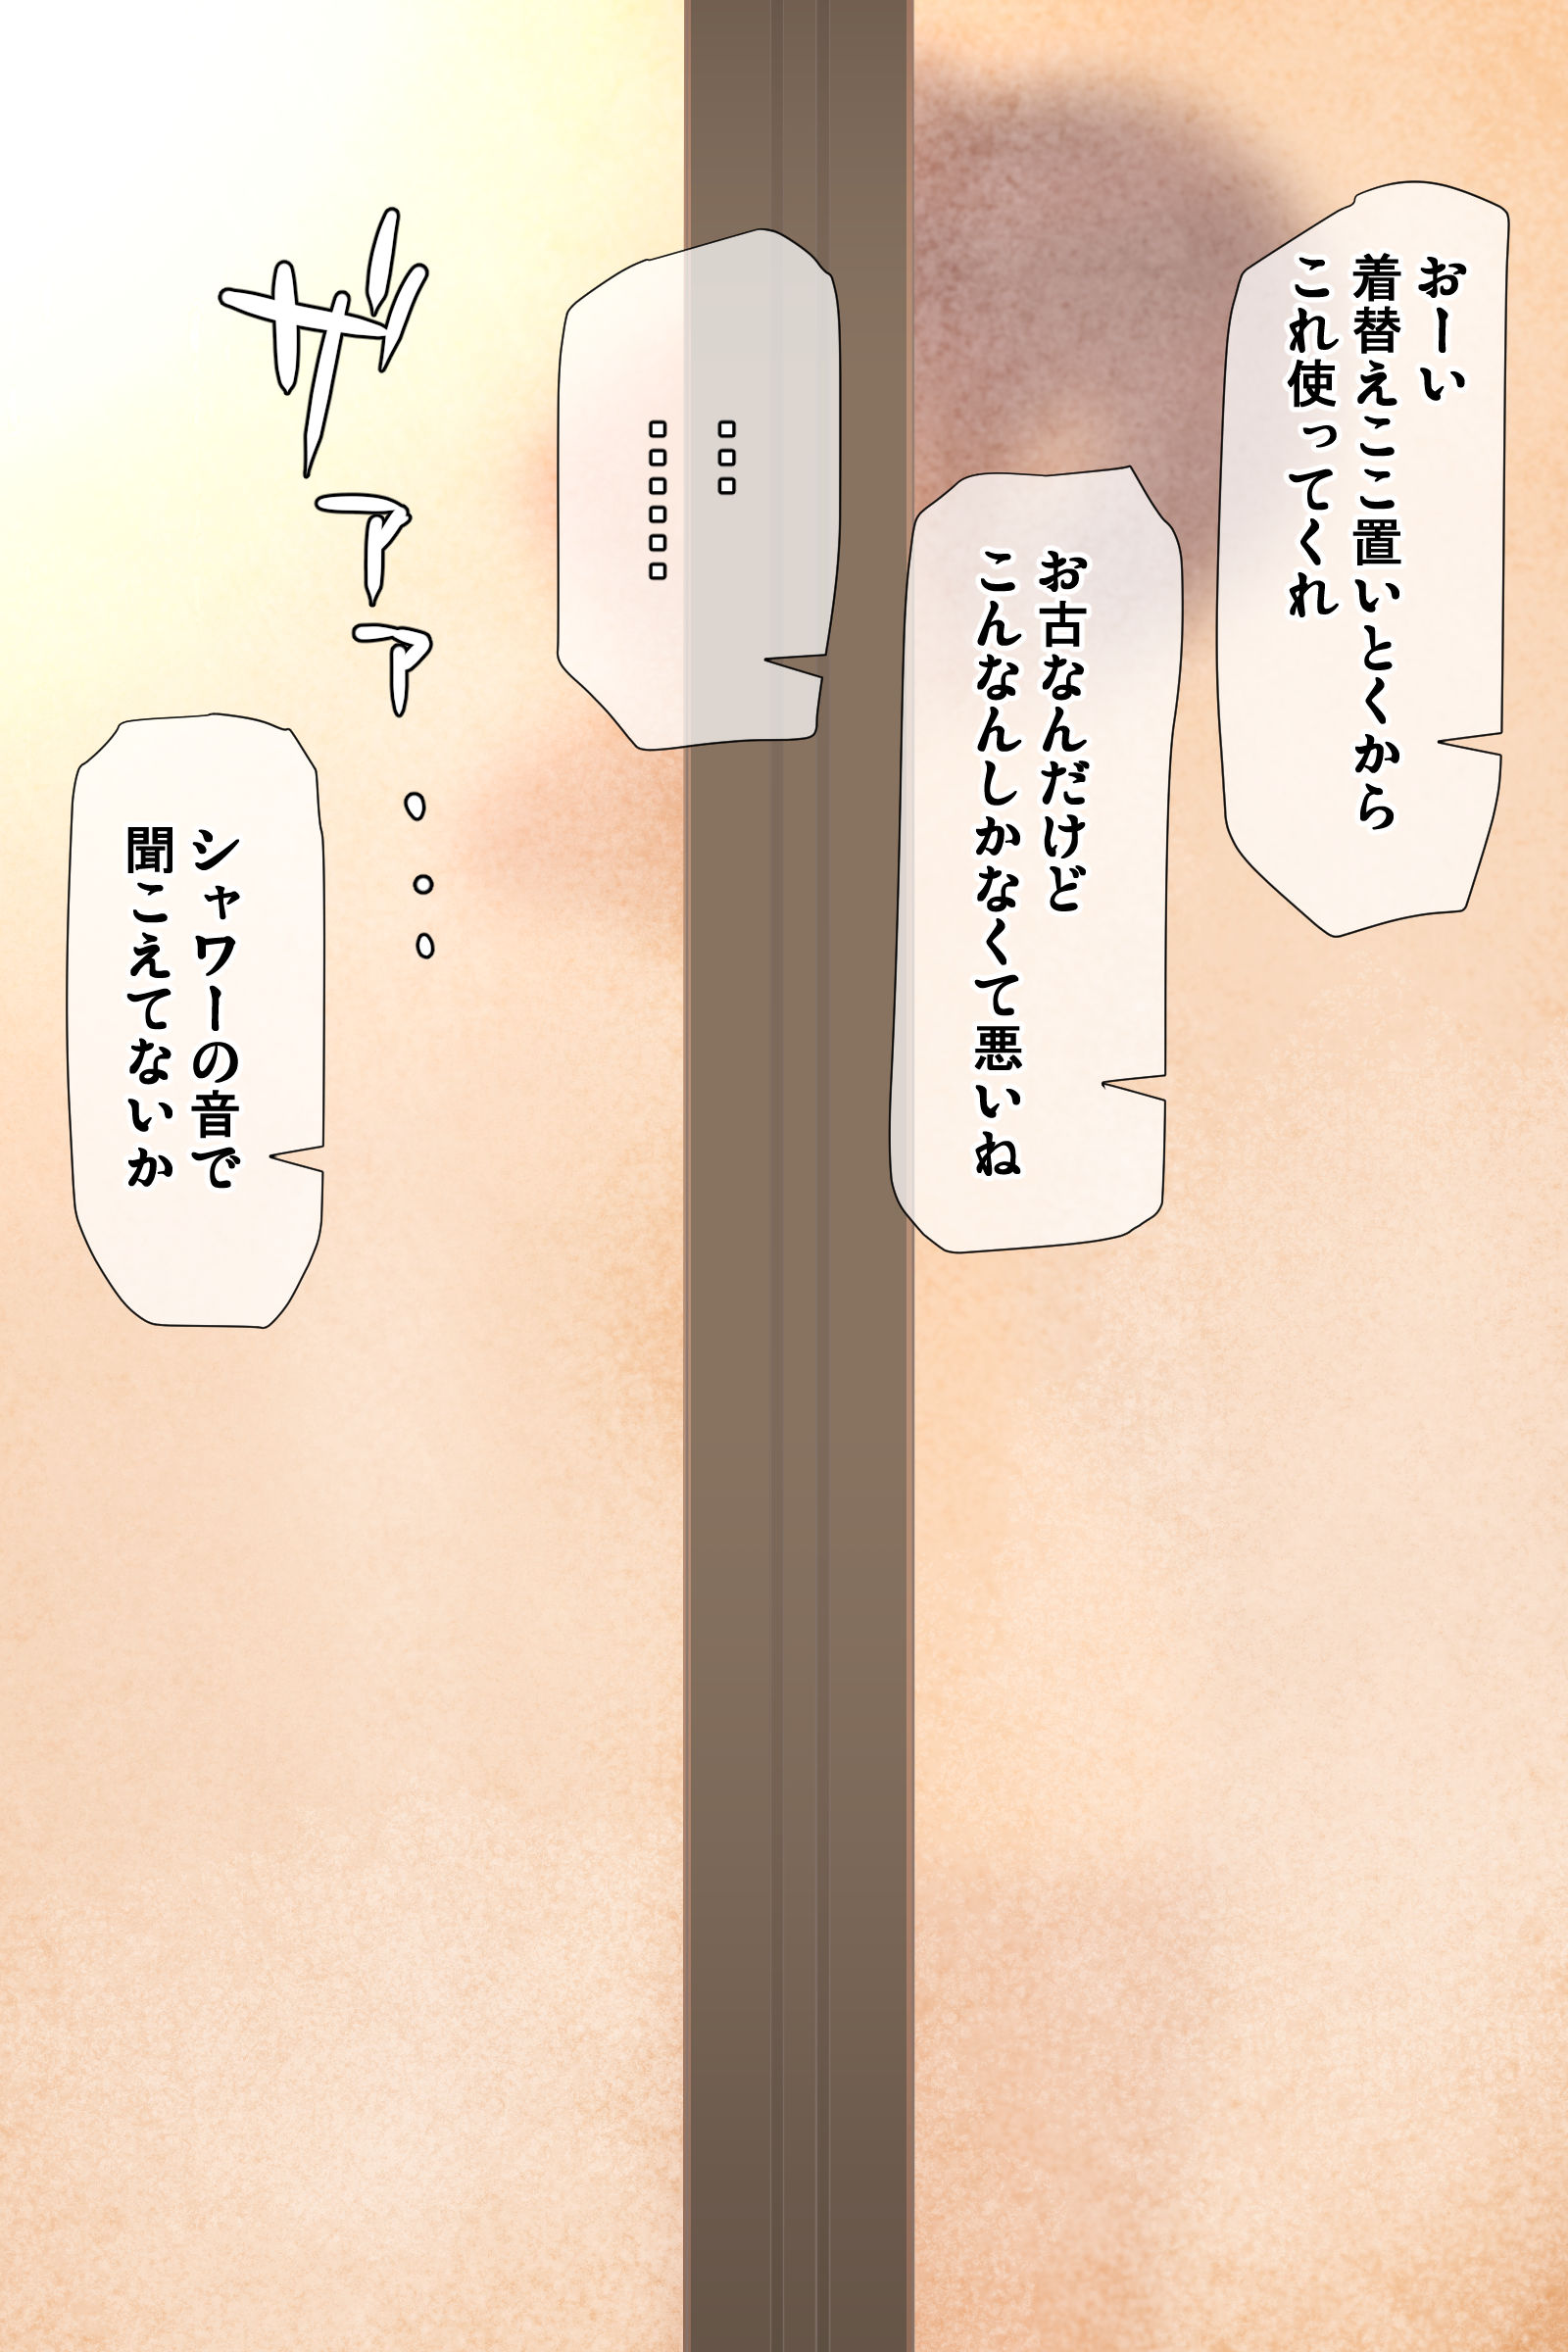 おーい
着替えここ置いとくから
これ使ってくれ
お古なんだけど
こんなんしかなくて悪いね
・・・
・・・・・・
ザァァ・・・
シャワーの音で
聞こえてないか